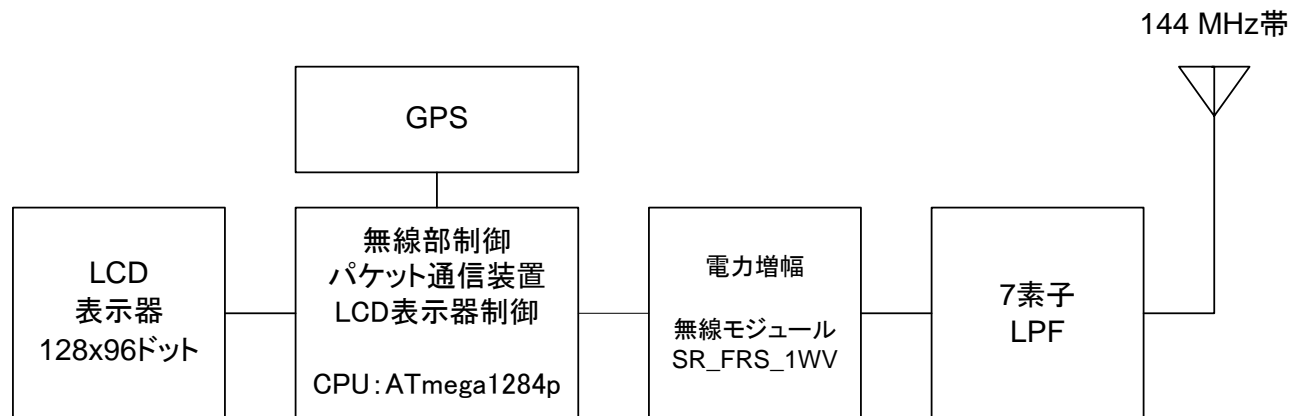 144 MHz帯
GPS
LCD
表示器
128x96ドット
無線部制御
パケット通信装置
LCD表示器制御
CPU：ATmega1284p
電力増幅
無線モジュール
SR_FRS_1WV
7素子
LPF